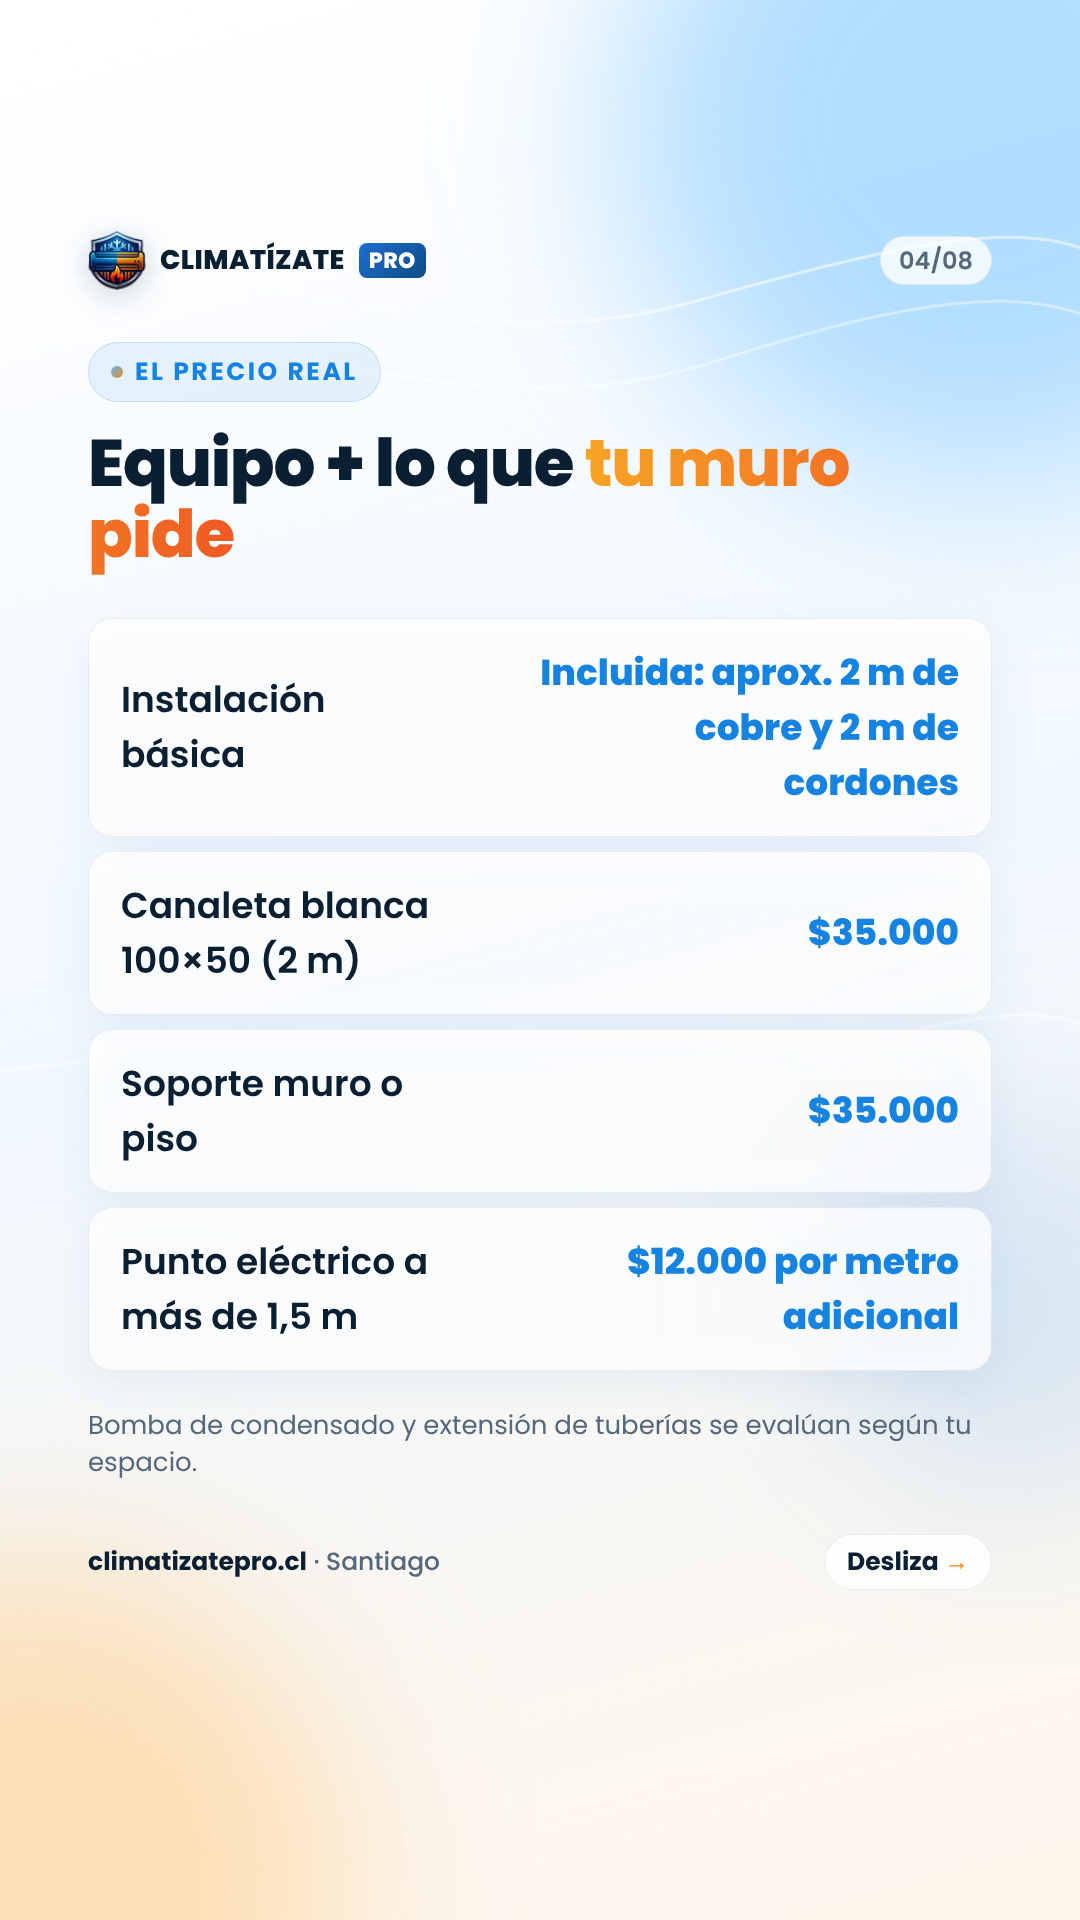 CLIMATÍZATE PRO
04/08
EL PRECIO REAL
Equipo + lo que tu muro
pide
Instalación
básica
Incluida: aprox. 2 m de
cobre y 2 m de
cordones
Canaleta blanca
100×50 (2 m)
$35.000
Soporte muro o
piso
$35.000
Punto eléctrico a
más de 1,5 m
$12.000 por metro
adicional
Bomba de condensado y extensión de tuberías se evalúan según tu
espacio.
climatizatepro.cl · Santiago
Desliza →